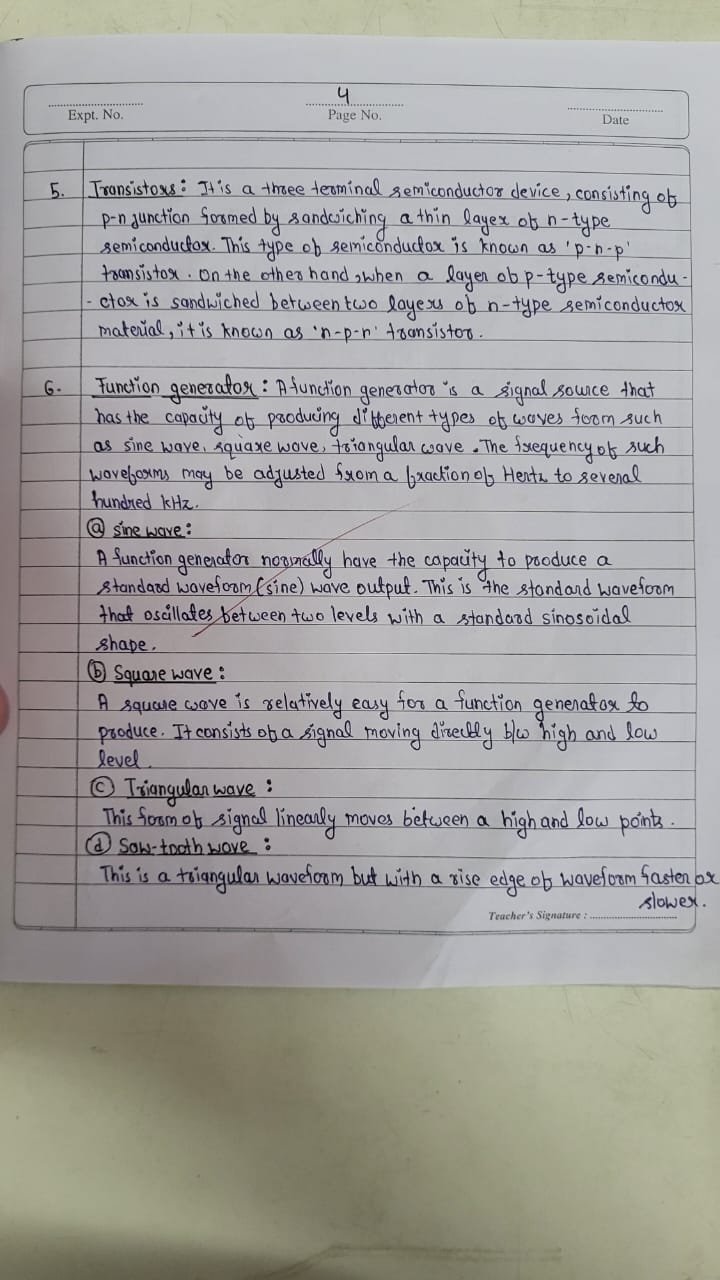 4
Expt. No. Page No. Date
5. Transistors: It is a three terminal semiconductor device, consisting of
p-n junction formed by sandwiching a thin layer of n-type
semiconductor. This type of semiconductor is known as 'p-n-p'
transistor. On the other hand, when a layer of p-type semicondu-
-ctor is sandwiched between two layers of n-type semiconductor
material, it is known as 'n-p-n' transistor.
6. Function generator: A function generator is a signal source that
has the capacity of producing different types of waves form such
as sine wave, square wave, triangular wave. The frequency of such
waveforms may be adjusted from a fraction of Hertz to several
hundred kHz.
(a) sine wave:
A function generator normally have the capacity to produce a
standard waveform (sine) wave output. This is the standard waveform
that oscillates between two levels with a standard sinosoidal
shape.
(b) Square wave:
A square wave is relatively easy for a function generator to
produce. It consists of a signal moving directly b/w high and low
level.
(c) Triangular wave:
This form of signal linearly moves between a high and low points.
(d) Saw-tooth wave:
This is a triangular waveform but with a rise edge of waveform faster or
slower.
Teacher's Signature :